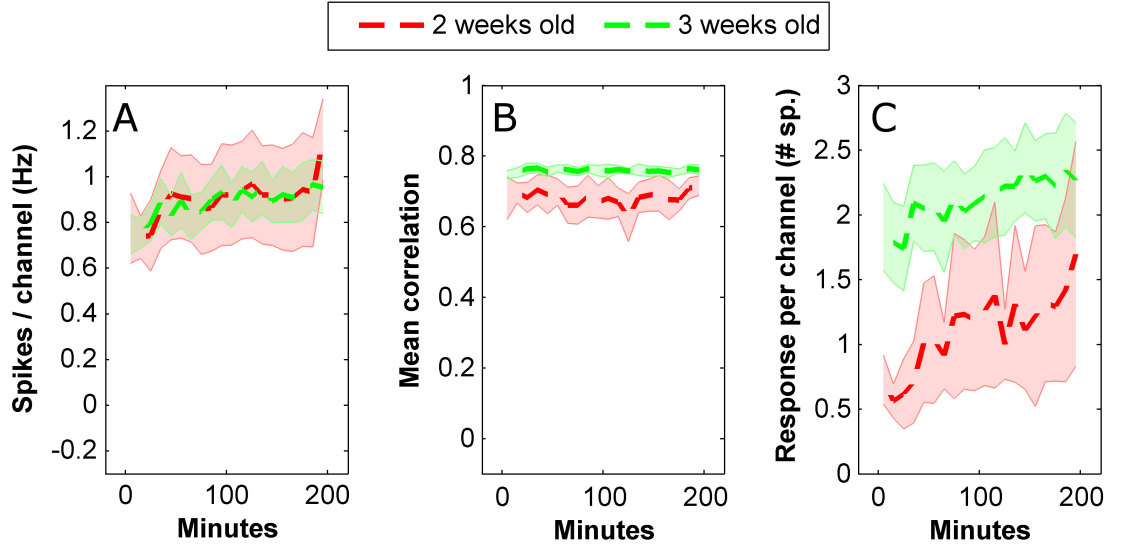 2 weeks old 3 weeks old
A
Spikes / channel (Hz)
1.2
1
0.8
0.6
0.4
0.2
0
-0.2
0 100 200
Minutes
B
Mean correlation
1
0.8
0.6
0.4
0.2
0
0 100 200
Minutes
C
Response per channel (# sp.)
3
2.5
2
1.5
1
0.5
0
0 100 200
Minutes